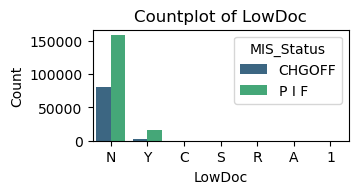 Countplot of LowDoc
MIS_Status
CHGOFF
P I F
150000
100000
50000
0
Count
N Y C S R A 1
LowDoc